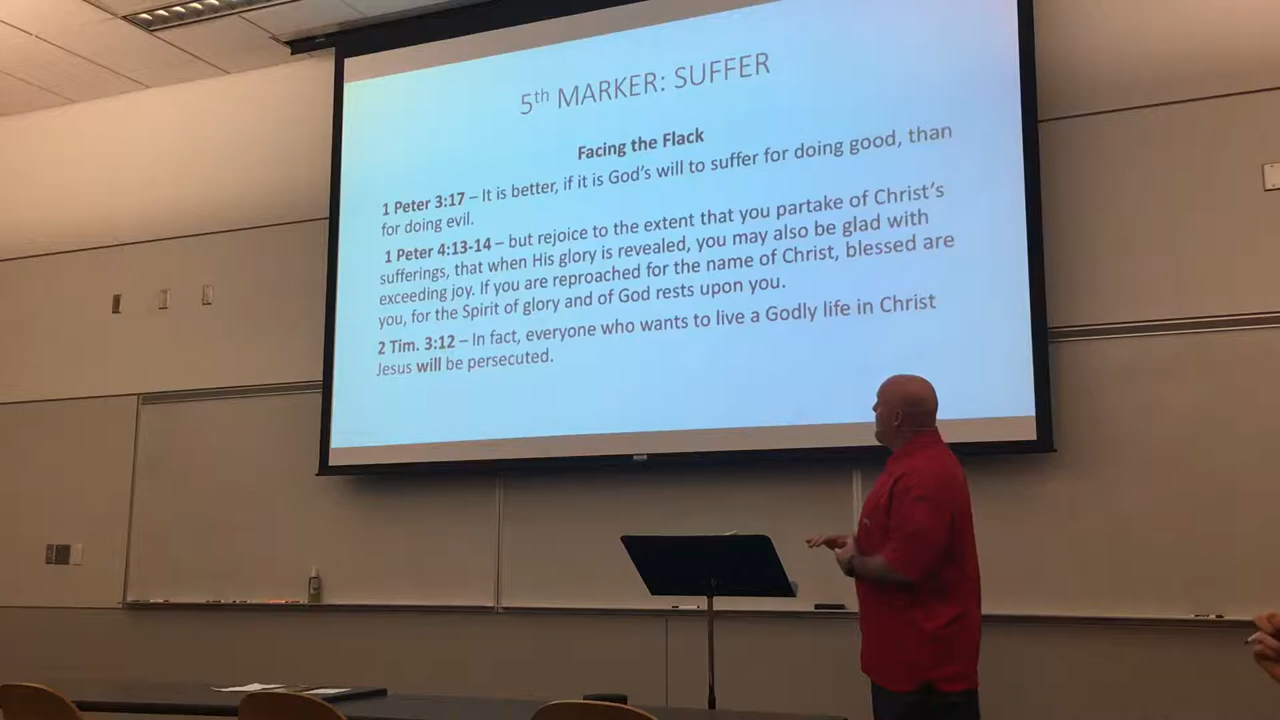 5th MARKER: SUFFER
Facing the Flack
1 Peter 3:17 – It is better, if it is God's will to suffer for doing good, than
for doing evil.
1 Peter 4:13-14 – but rejoice to the extent that you partake of Christ's
sufferings, that when His glory is revealed, you may also be glad with
exceeding joy. If you are reproached for the name of Christ, blessed are
you, for the Spirit of glory and of God rests upon you.
2 Tim. 3:12 – In fact, everyone who wants to live a Godly life in Christ
Jesus will be persecuted.